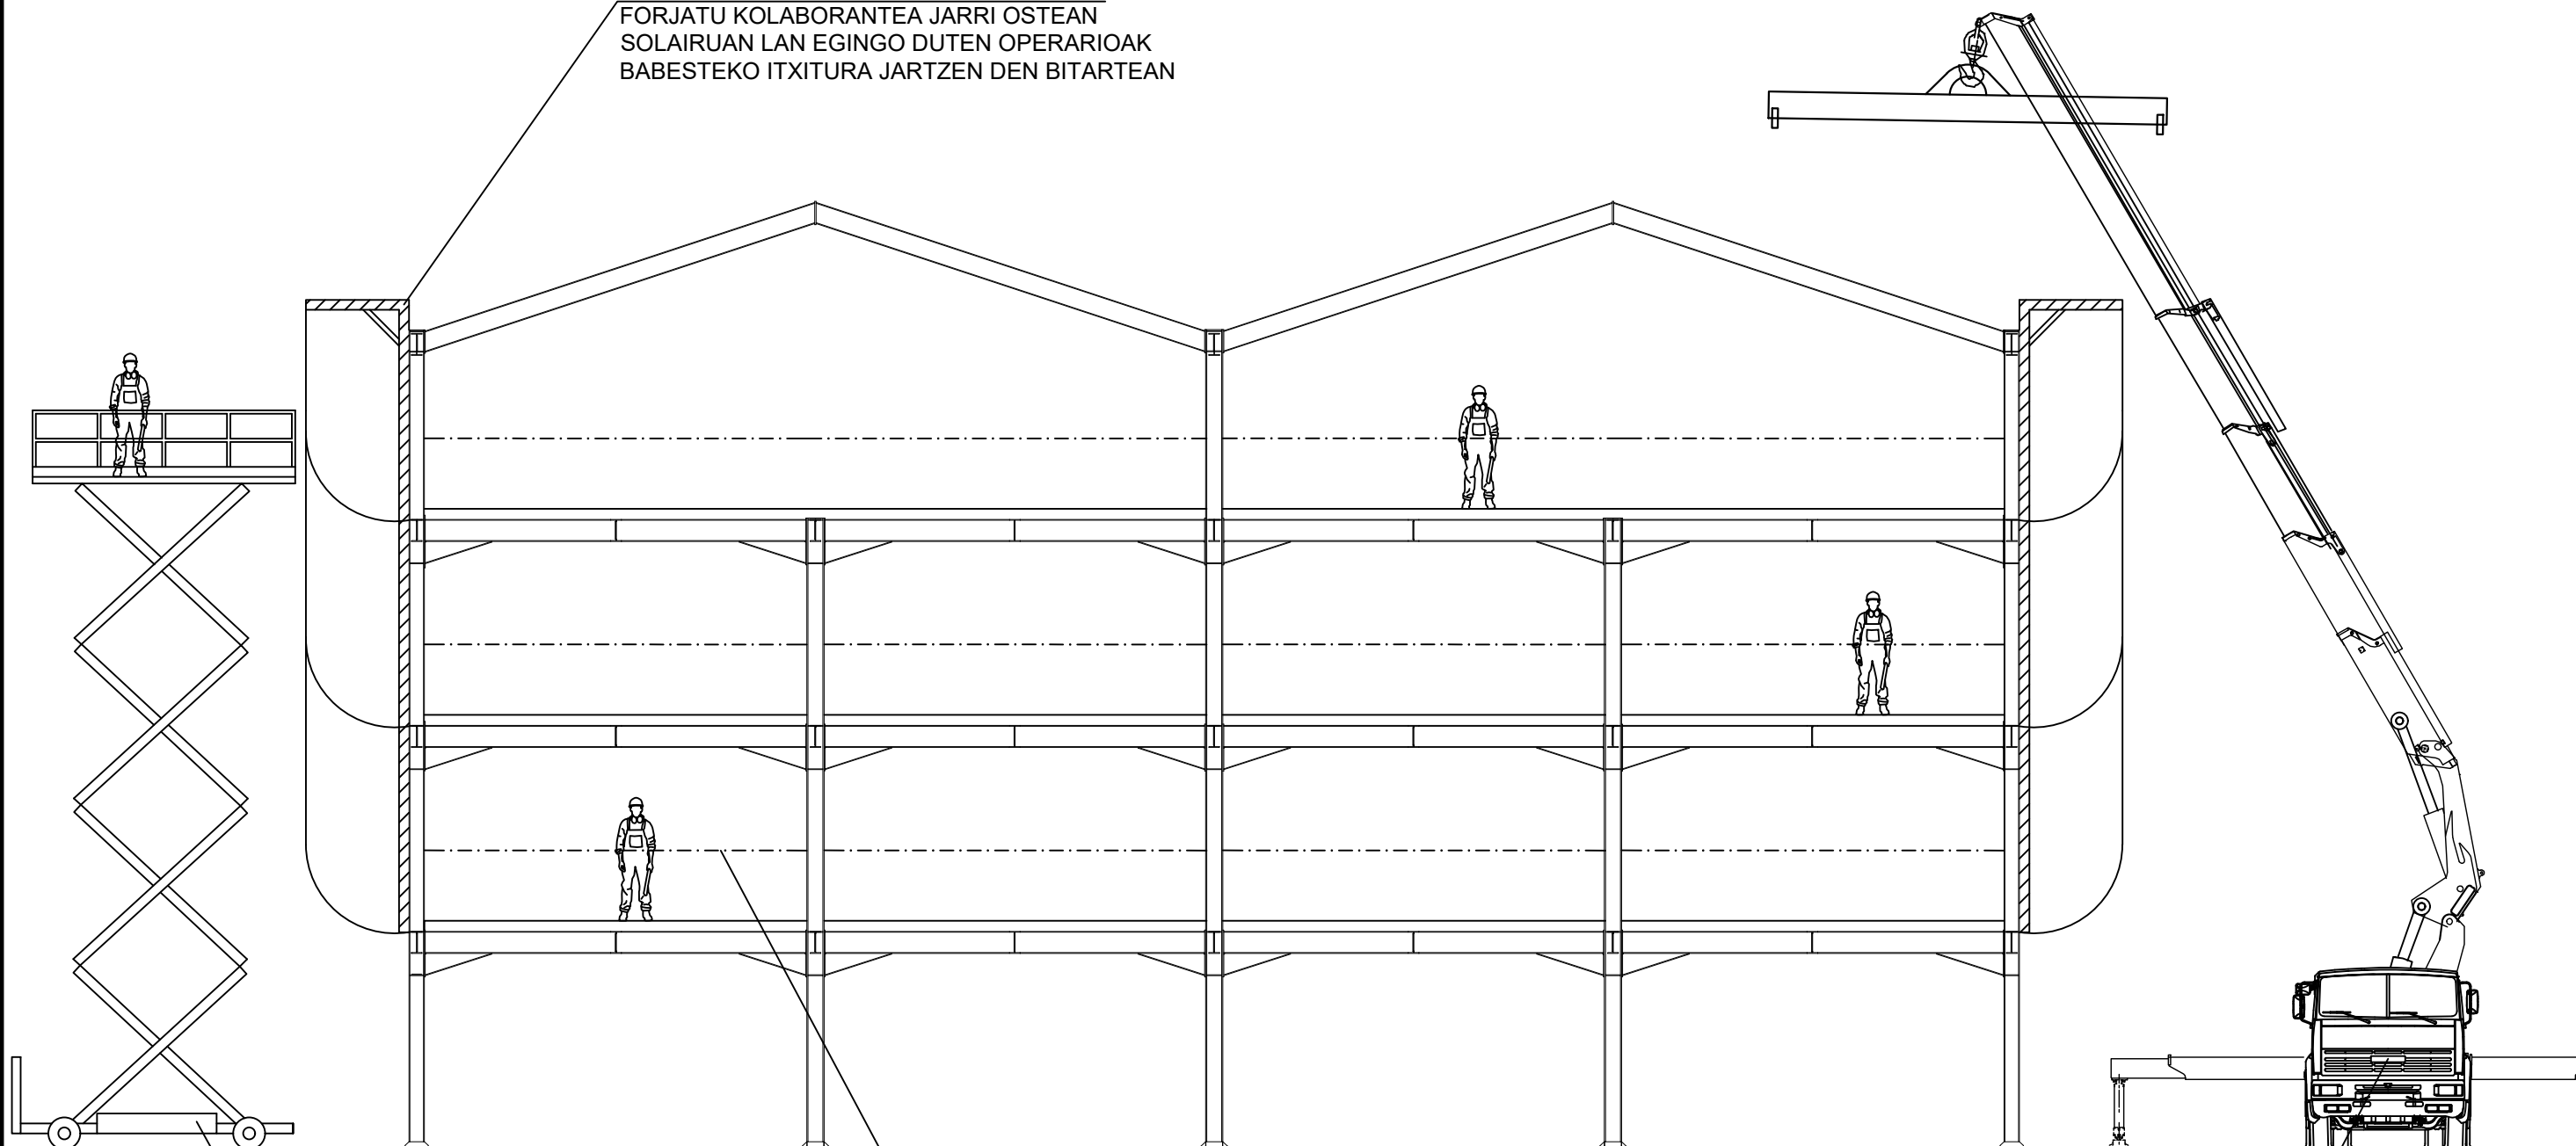 FORJATU KOLABORANTEA JARRI OSTEAN
SOLAIRUAN LAN EGINGO DUTEN OPERARIOAK
BABESTEKO ITXITURA JARTZEN DEN BITARTEAN